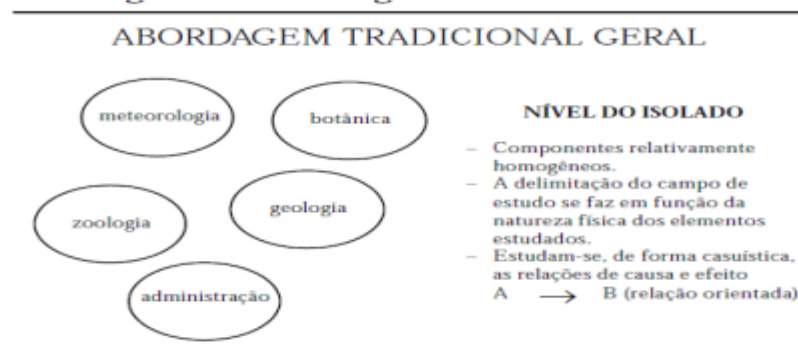 ABORDAGEM TRADICIONAL GERAL
meteorologia
botânica
zoologia
geologia
administração
NÍVEL DO ISOLADO
– Componentes relativamente
homogêneos.
– A delimitação do campo de
estudo se faz em função da
natureza física dos elementos
estudados.
– Estudam-se, de forma casuística,
as relações de causa e efeito
A → B (relação orientada)